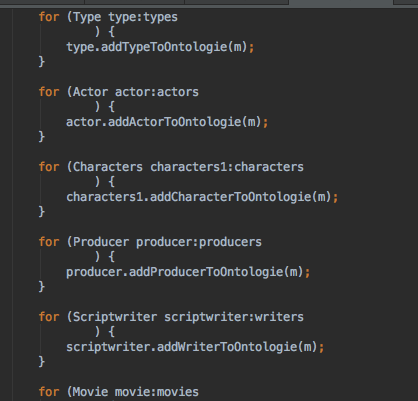 for (Type type:types
) {
type.addTypeToOntologie(m);
}
for (Actor actor:actors
) {
actor.addActorToOntologie(m);
}
for (Characters characters1:characters
) {
characters1.addCharacterToOntologie(m);
}
for (Producer producer:producers
) {
producer.addProducerToOntologie(m);
}
for (Scriptwriter scriptwriter:writers
) {
scriptwriter.addWriterToOntologie(m);
}
for (Movie movie:movies